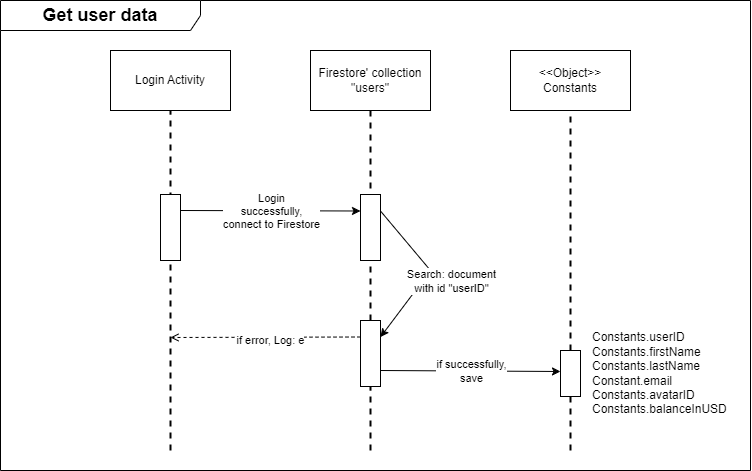 Get user data
Login Activity
Firestore' collection
"users"
<<Object>>
Constants
Login
successfully,
connect to Firestore
Search: document
with id "userID"
if error, Log: e
if successfully,
save
Constants.userID
Constants.firstName
Constants.lastName
Constant.email
Constants.avatarID
Constants.balanceInUSD